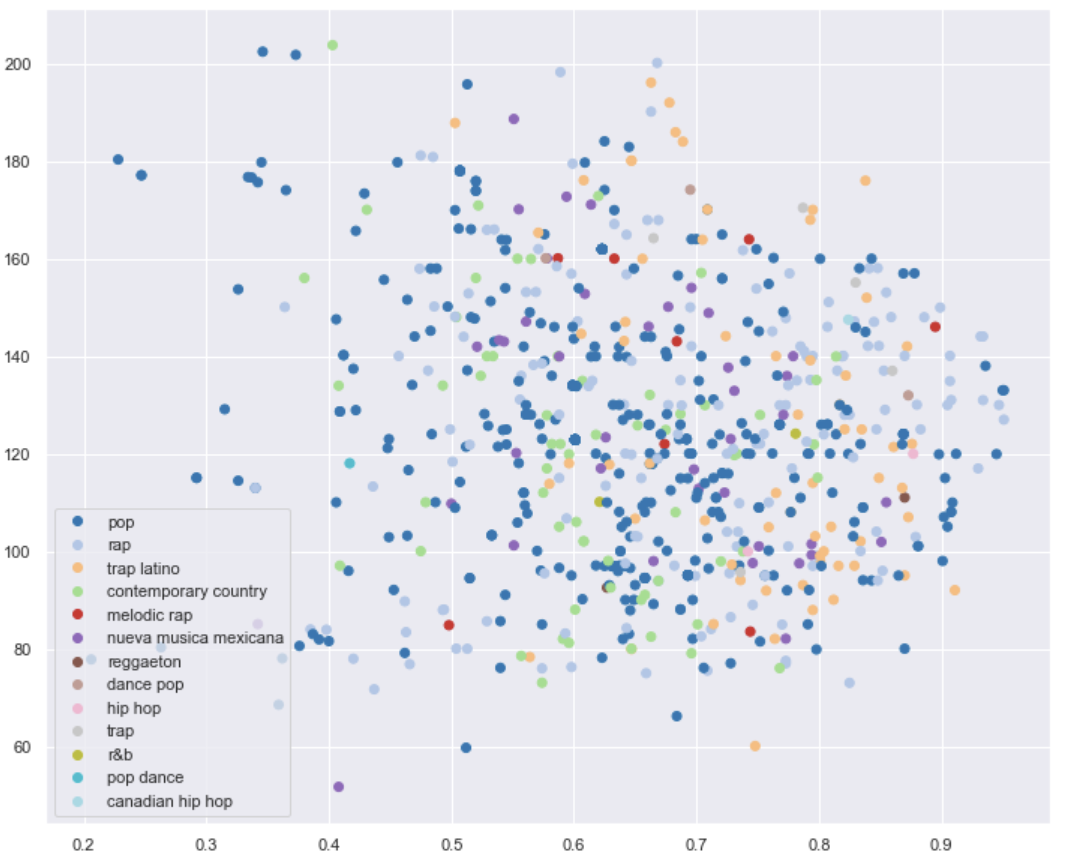 200
180
160
140
120
100
80
60
pop
rap
trap latino
contemporary country
melodic rap
nueva musica mexicana
reggaeton
dance pop
hip hop
trap
r&b
pop dance
canadian hip hop
0.2 0.3 0.4 0.5 0.6 0.7 0.8 0.9